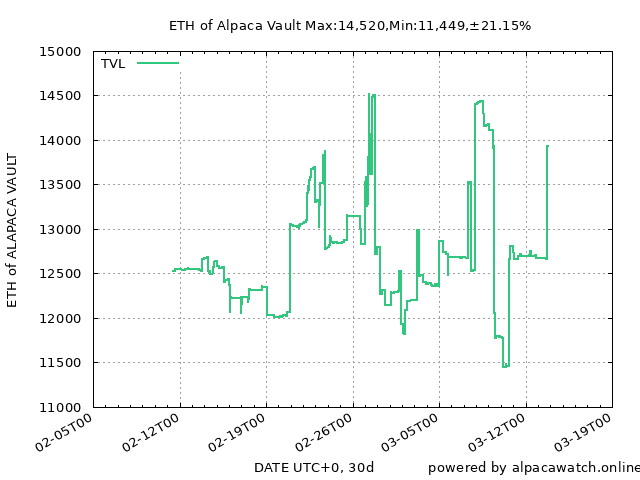 ETH of Alpaca Vault Max:14,520,Min:11,449,±21.15%
TVL
15000
14500
14000
13500
13000
12500
12000
11500
11000
ETH of ALAPACA VAULT
02-05T00
02-12T00
02-19T00
02-26T00
03-05T00
03-12T00
03-19T00
DATE UTC+0, 30d
powered by alpacawatch.online